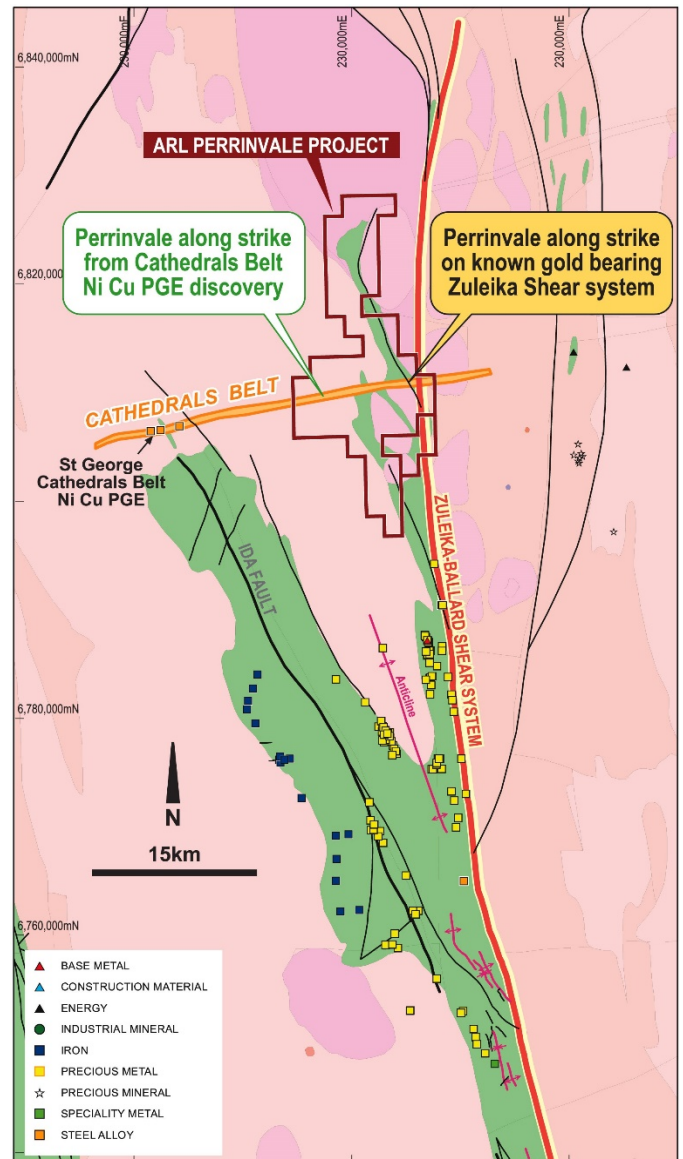 230,000mE
230,000mE
230,000mE
6,840,000mN
ARL PERRINVALE PROJECT
Perrinvale along strike
from Cathedrals Belt
Ni Cu PGE discovery
Perrinvale along strike
on known gold bearing
Zuleika Shear system
6,820,000mN
CATHEDRALS BELT
St George
Cathedrals Belt
Ni Cu PGE
IDA FAULT
ZULEIKA-BALLARD SHEAR SYSTEM
Anticline
6,780,000mN
N
15km
6,760,000mN
BASE METAL
CONSTRUCTION MATERIAL
ENERGY
INDUSTRIAL MINERAL
IRON
PRECIOUS METAL
PRECIOUS MINERAL
SPECIALITY METAL
STEEL ALLOY